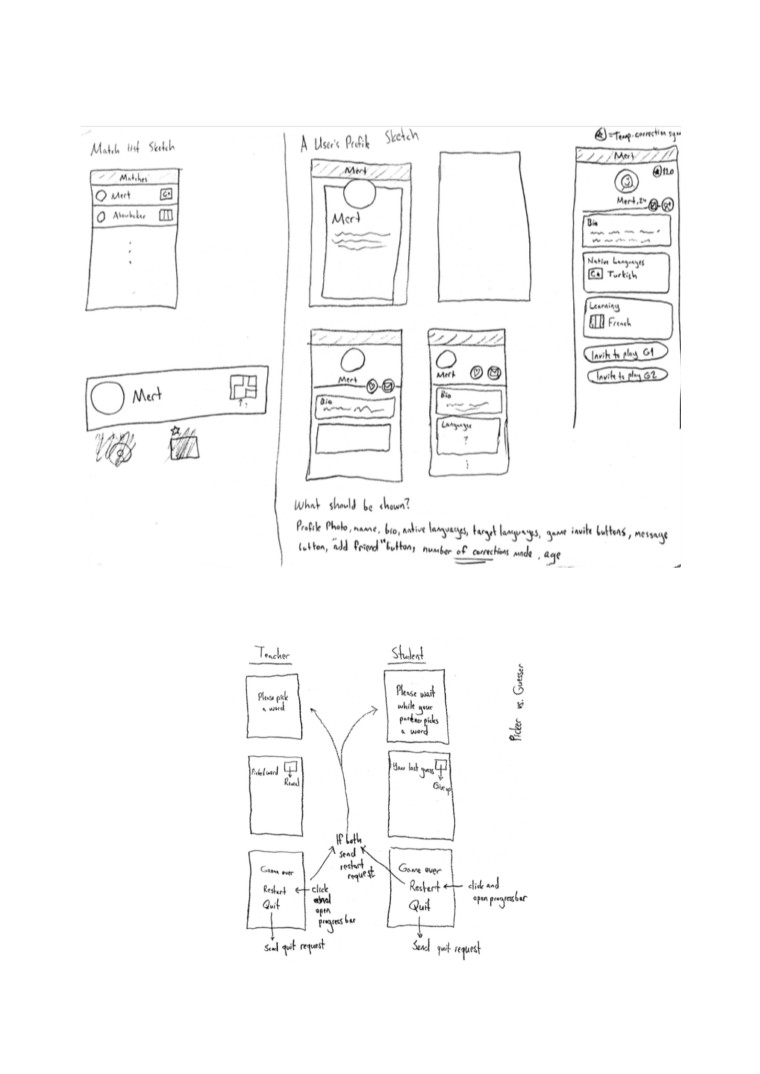 Match list Sketch
Matches
Mert
C*
Mert
A User's Profile Sketch
Mert
Mert
Mert
Bio
Mert
Bio
Languages
?
= Temp. correction
Mert
120
Mert, 24
Bio
Native Languages
C* Turkish
Learning
French
Invite to play G1
Invite to play G2
What should be shown?
Profile Photo, name, bio, native languages, target languages, game invite buttons, message
button, "add friend" button, number of corrections made, age
Teacher
Please pick
a word
Picked word
Reveal
Game over
Restart
Quit
click
and
open
progress bar
Send quit request
If both
send
restart
request
Student
Please wait
while your
partner picks
a word
Your last guess
Give up
Game over
Restart
Quit
click and
open progress bar
Send quit request
Picker vs. Guesser